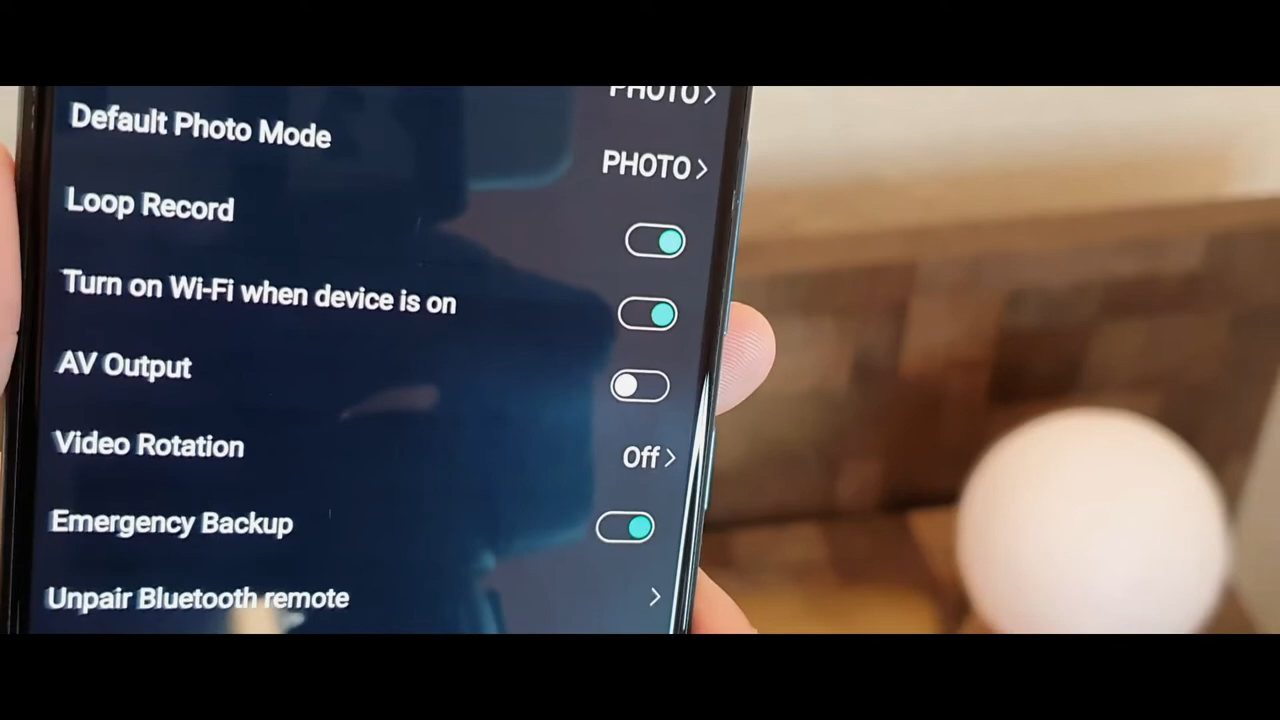 PHOTO >
Default Photo Mode
PHOTO >
Loop Record
Turn on Wi-Fi when device is on
AV Output
Video Rotation
Off >
Emergency Backup
Unpair Bluetooth remote >